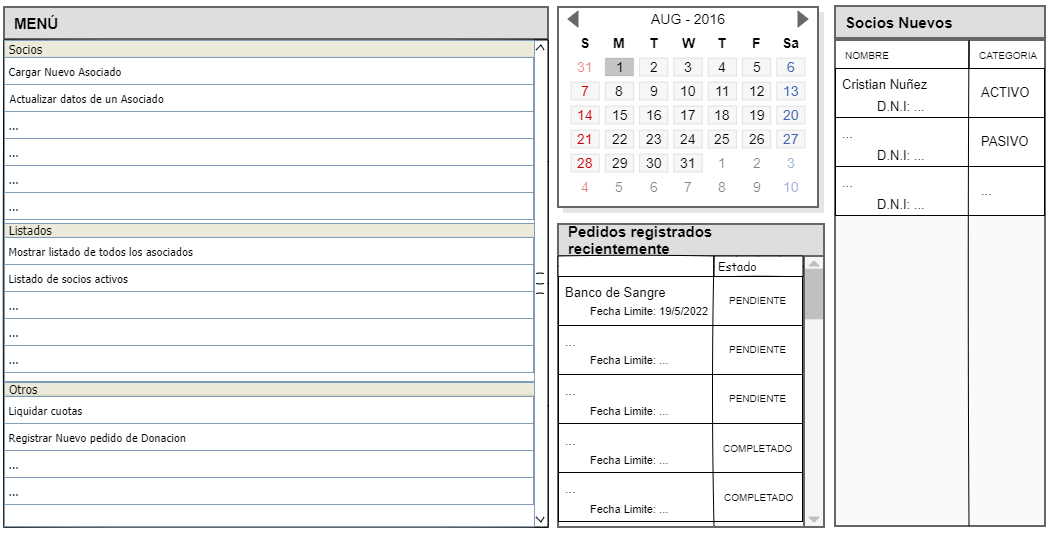 MENÚ
Socios
Cargar Nuevo Asociado
Actualizar datos de un Asociado
...
...
...
...
Listados
Mostrar listado de todos los asociados
Listado de socios activos
...
...
...
Otros
Liquidar cuotas
Registrar Nuevo pedido de Donacion
...
...
AUG - 2016
S M T W T F Sa
31 1 2 3 4 5 6
7 8 9 10 11 12 13
14 15 16 17 18 19 20
21 22 23 24 25 26 27
28 29 30 31 1 2 3
4 5 6 7 8 9 10
Pedidos registrados
recientemente
Estado
Banco de Sangre
Fecha Limite: 19/5/2022
PENDIENTE
...
Fecha Limite: ...
PENDIENTE
...
Fecha Limite: ...
PENDIENTE
...
Fecha Limite: ...
COMPLETADO
...
Fecha Limite: ...
COMPLETADO
Socios Nuevos
NOMBRE CATEGORIA
Cristian Nuñez
D.N.I: ...
ACTIVO
...
D.N.I: ...
PASIVO
...
D.N.I: ...
...